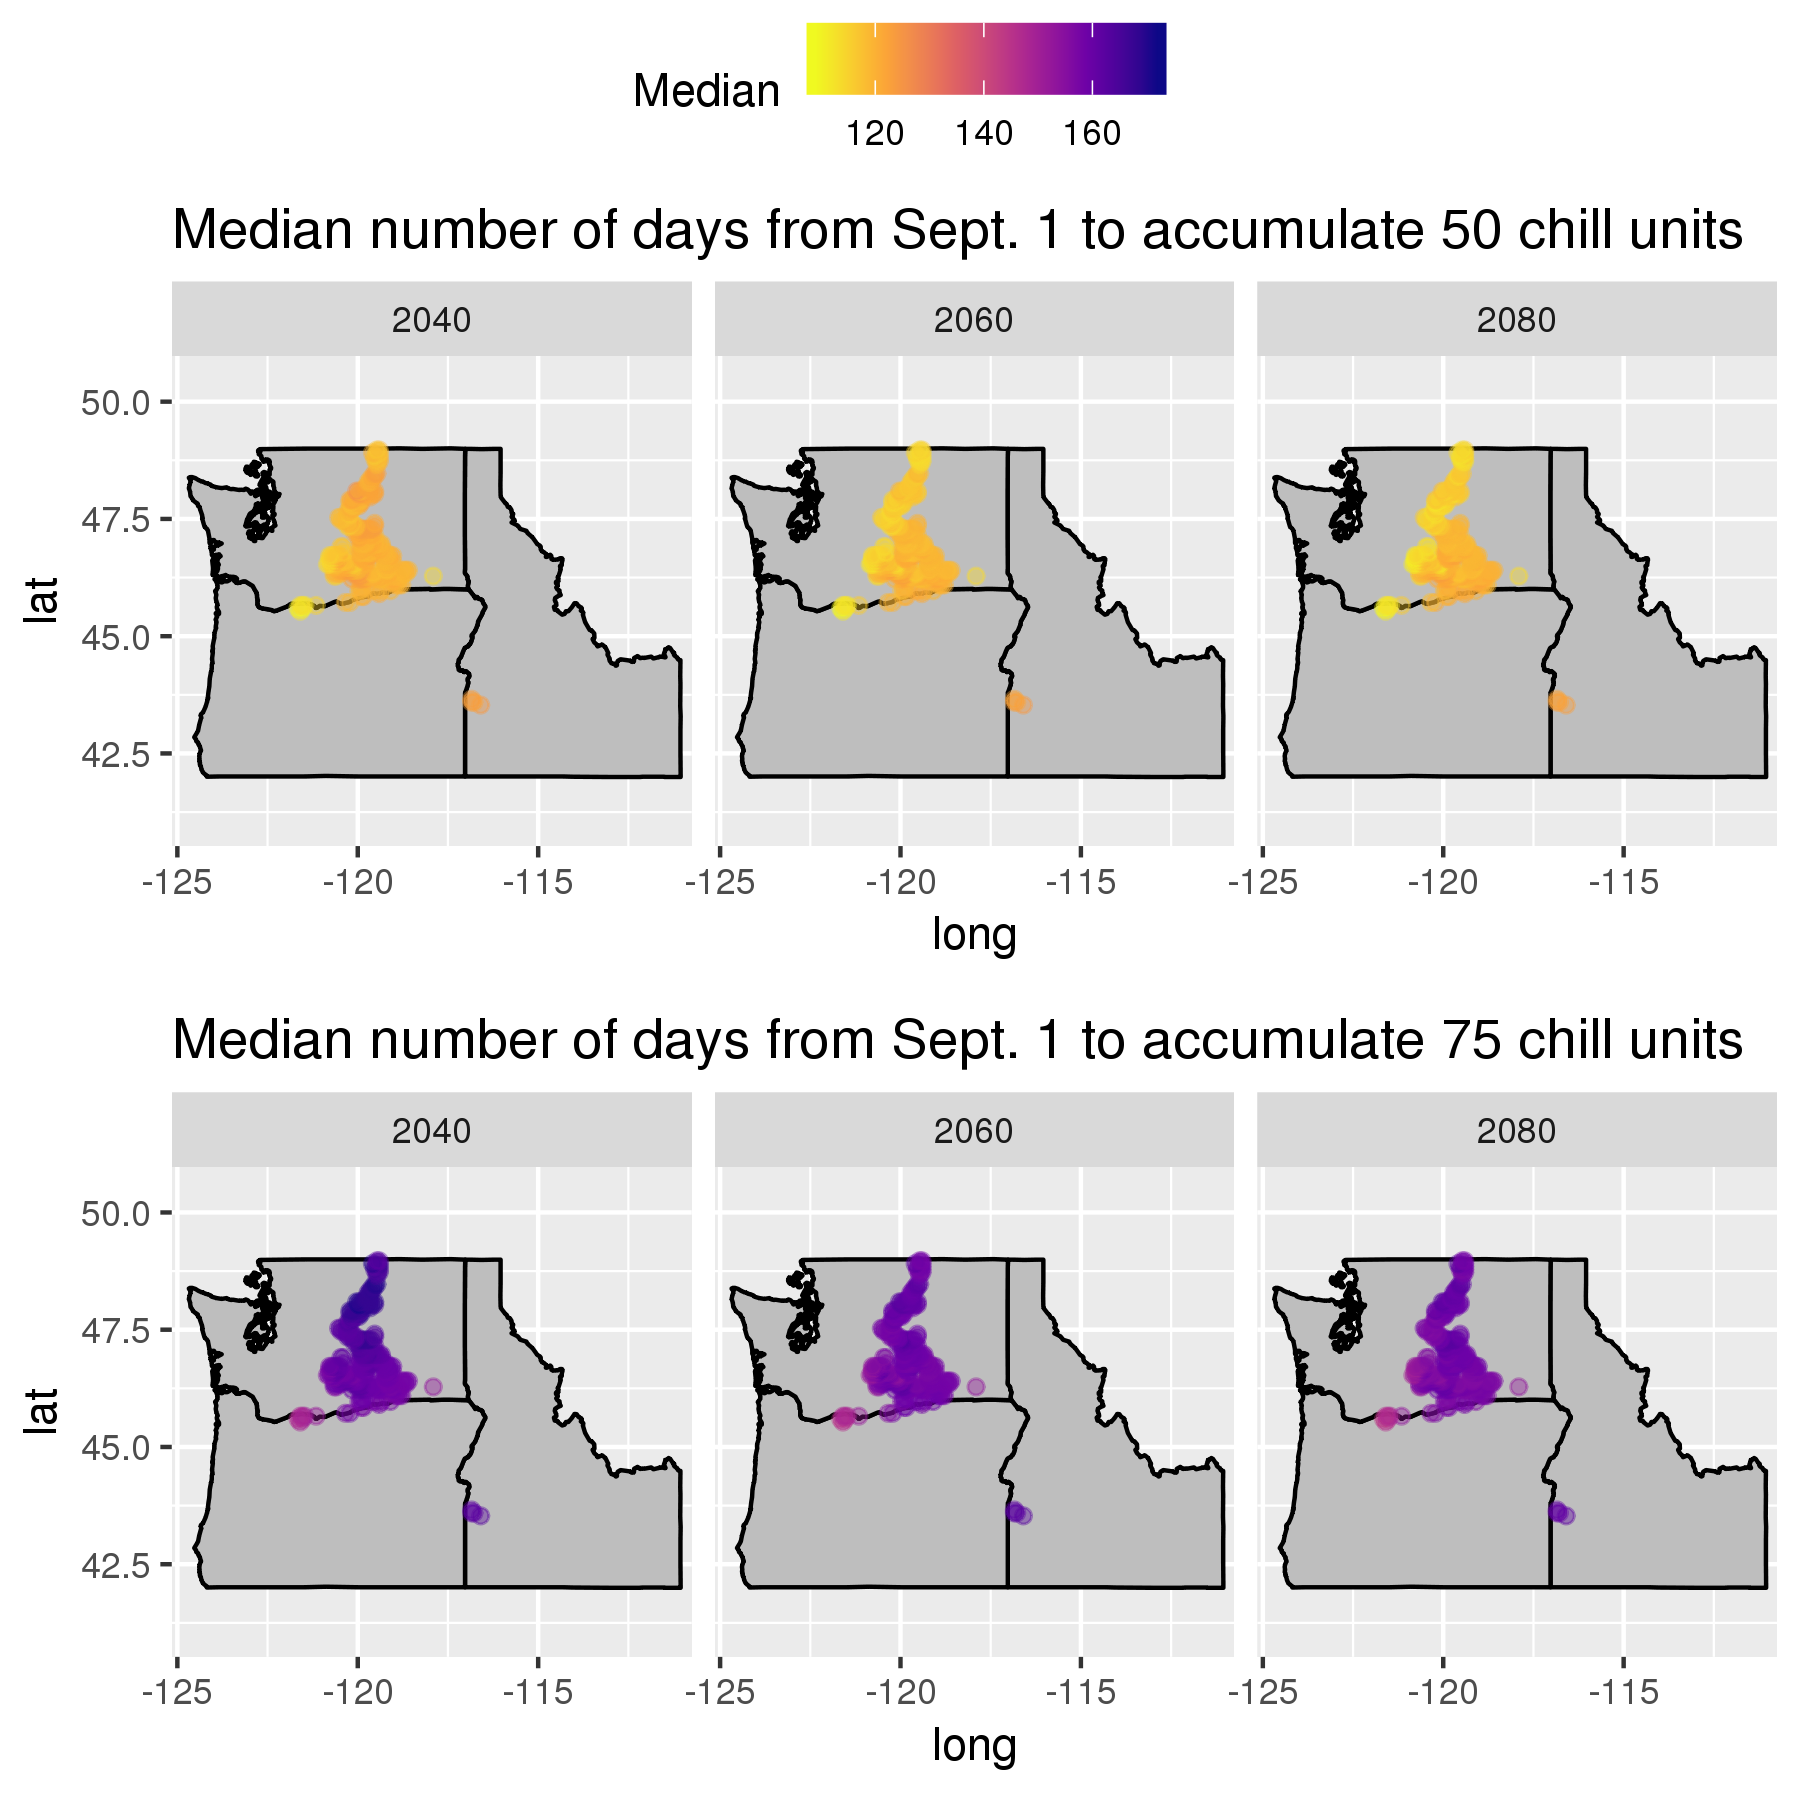 Median
120 140 160
Median number of days from Sept. 1 to accumulate 50 chill units
2040 2060 2080
50.0
47.5
45.0
42.5
lat
-125 -120 -115 -125 -120 -115 -125 -120 -115
long
Median number of days from Sept. 1 to accumulate 75 chill units
2040 2060 2080
50.0
47.5
45.0
42.5
lat
-125 -120 -115 -125 -120 -115 -125 -120 -115
long